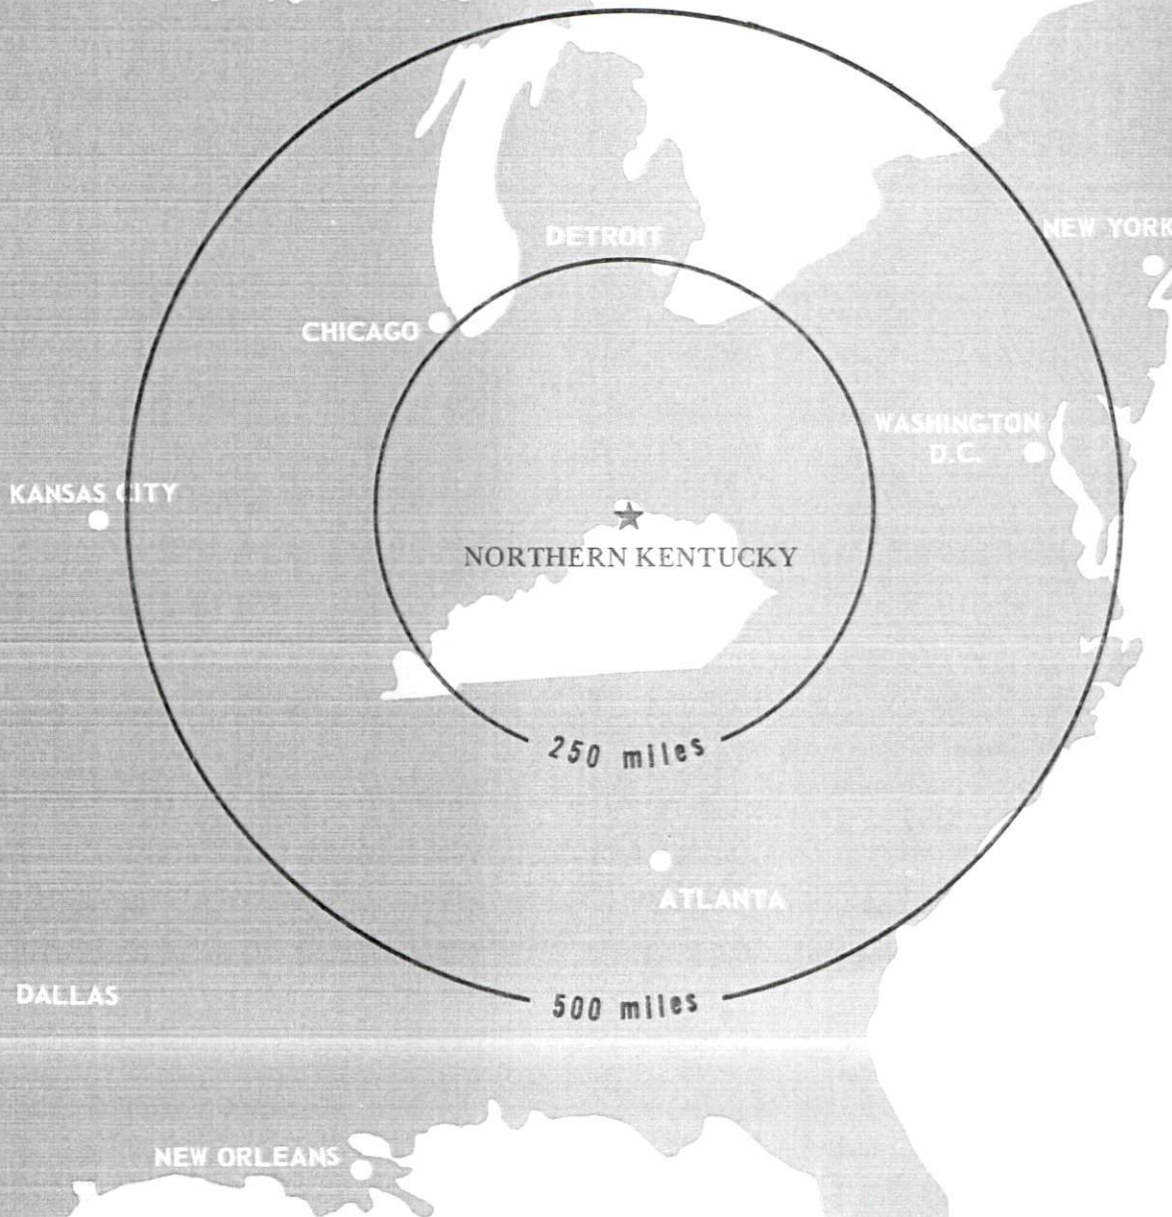 DETROIT
NEW YORK
CHICAGO
WASHINGTON
D.C.
KANSAS CITY
NORTHERN KENTUCKY
250 miles
ATLANTA
DALLAS
500 miles
NEW ORLEANS